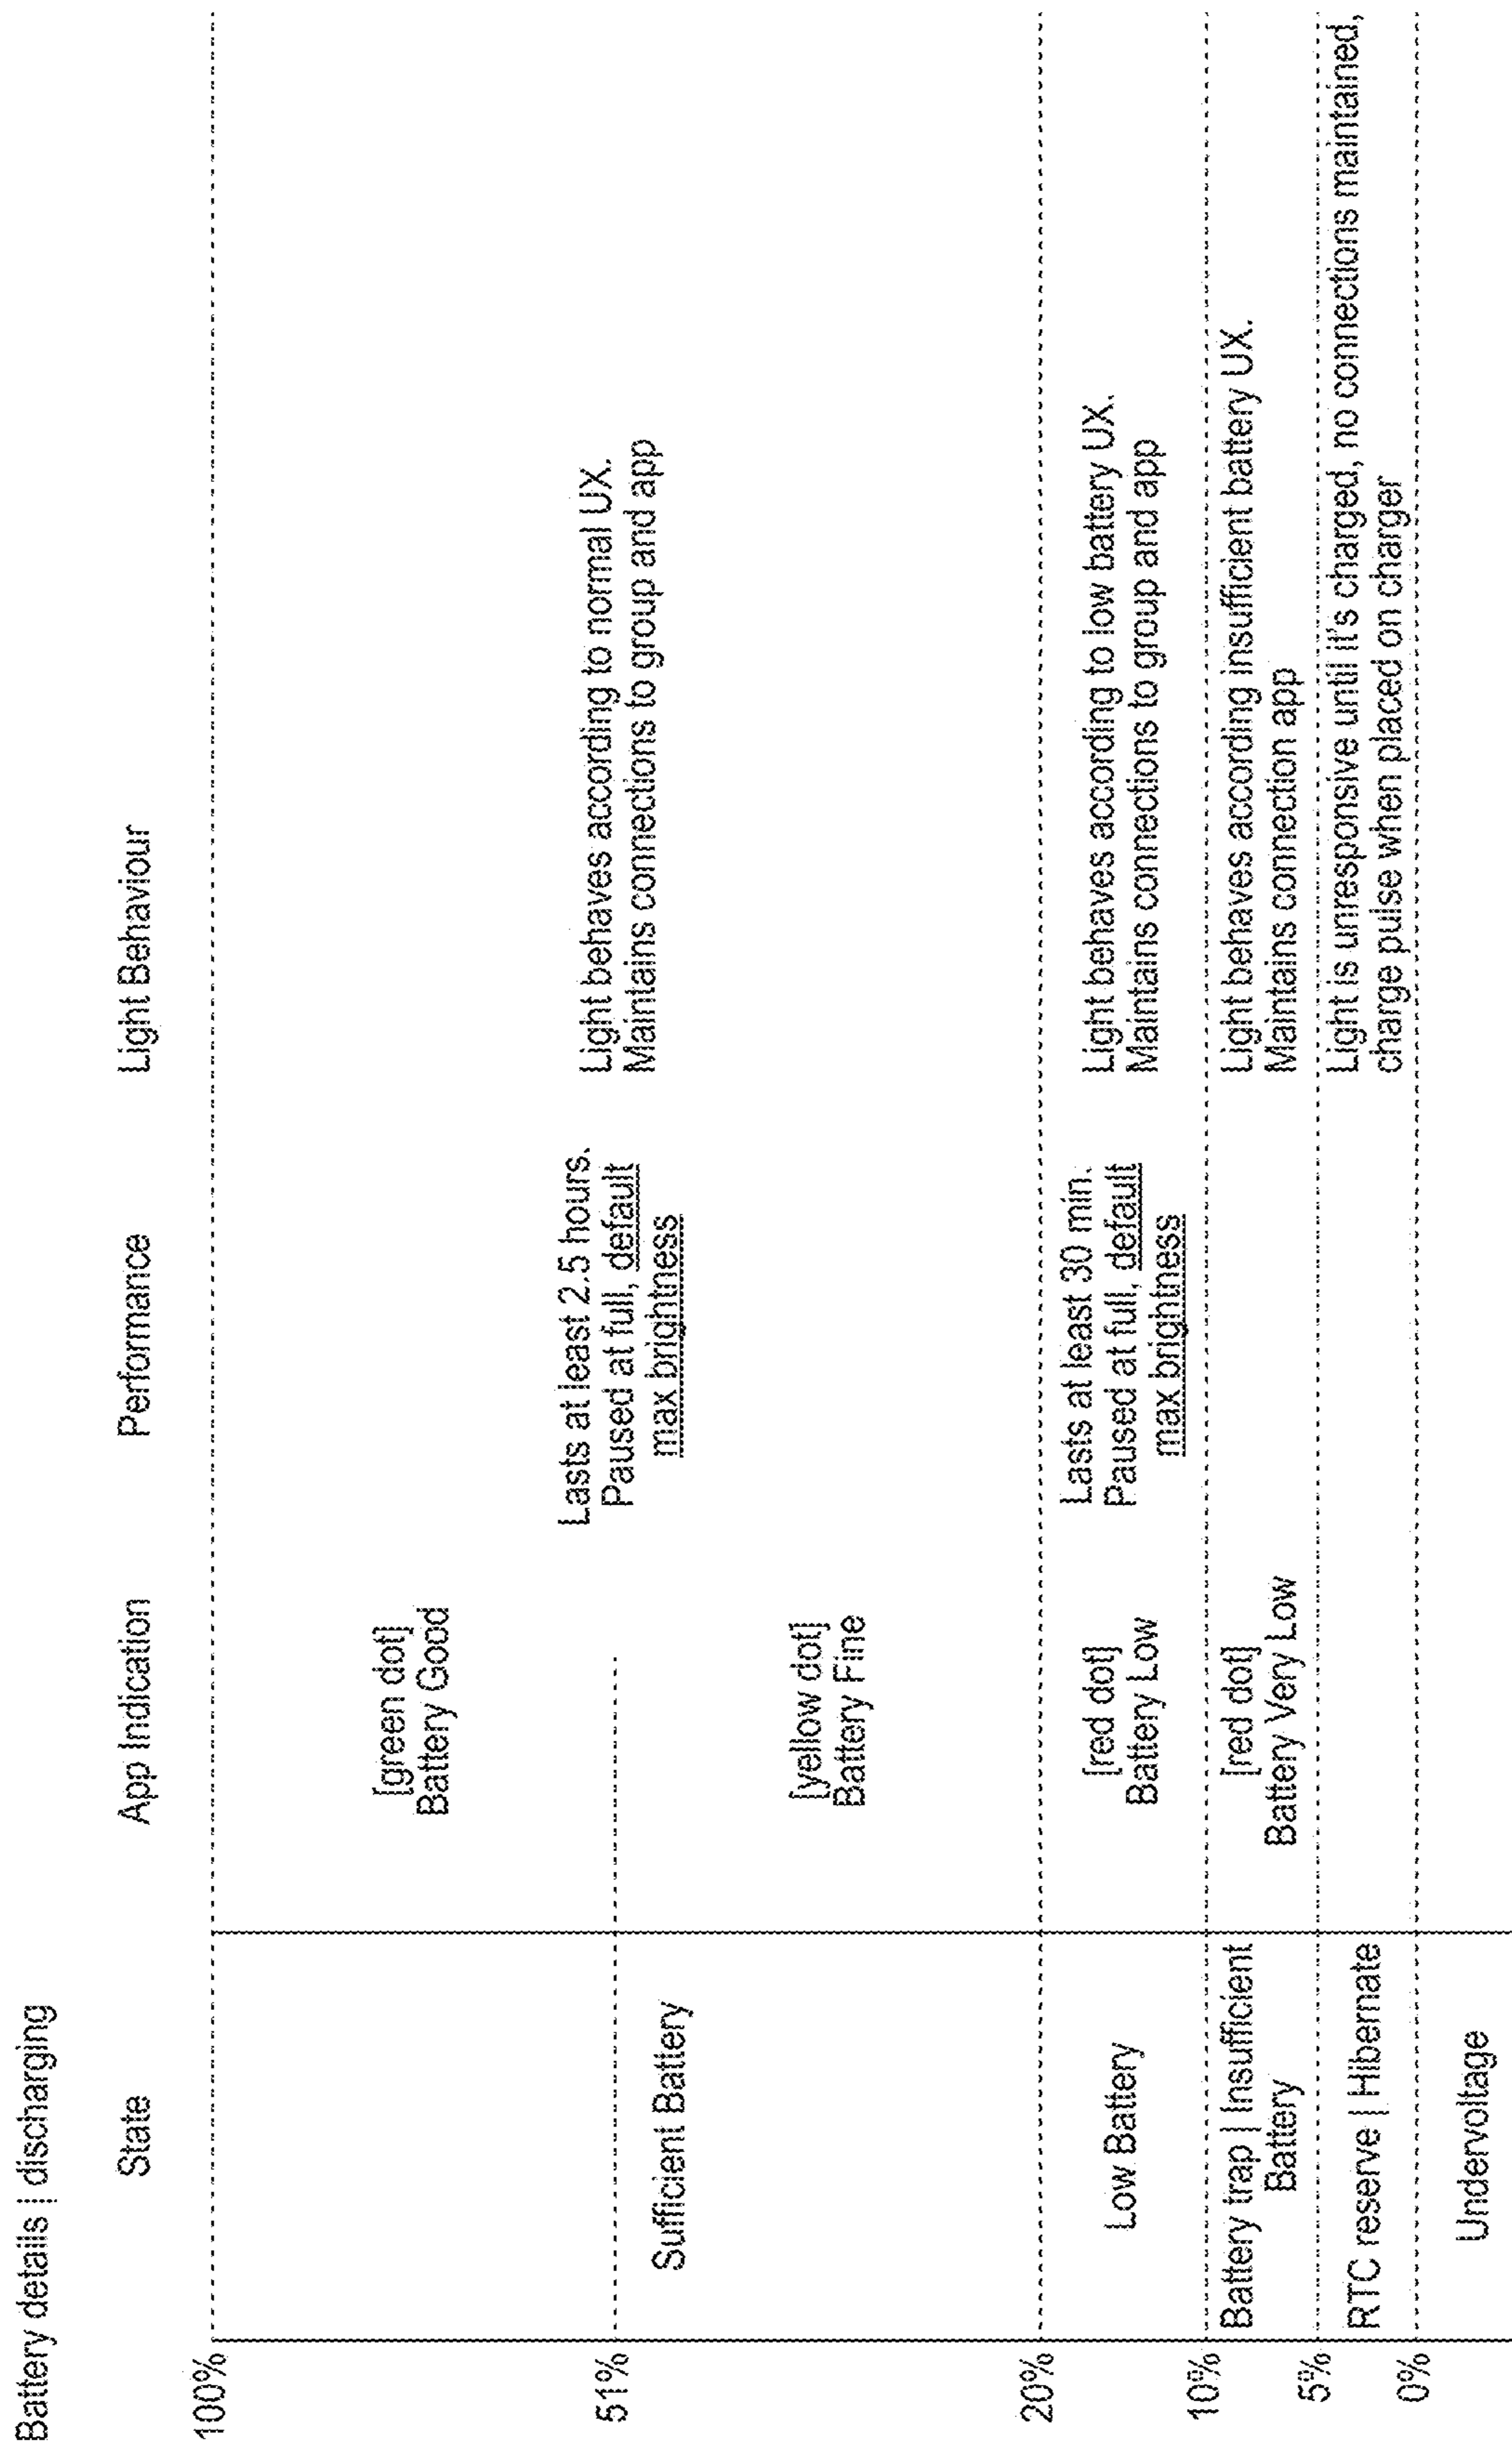 Battery details | discharging
State
App Indication
Performance
Light Behaviour
100%
[green dot]
Battery Good
51%
Sufficient Battery
Lasts at least 2.5 hours.
Paused at full, default
max brightness
Light behaves according to normal UX.
Maintains connections to group and app
[yellow dot]
Battery Fine
20%
Low Battery
[red dot]
Battery Low
Lasts at least 30 min.
Paused at full, default
max brightness
Light behaves according to low battery UX.
Maintains connections to group and app
10%
Battery trap | Insufficient
Battery
[red dot]
Battery Very Low
Light behaves according insufficient battery UX.
Maintains connection app
5%
RTC reserve | Hibernate
Light is unresponsive until it's charged, no connections maintained,
charge pulse when placed on charger
0%
Undervoltage